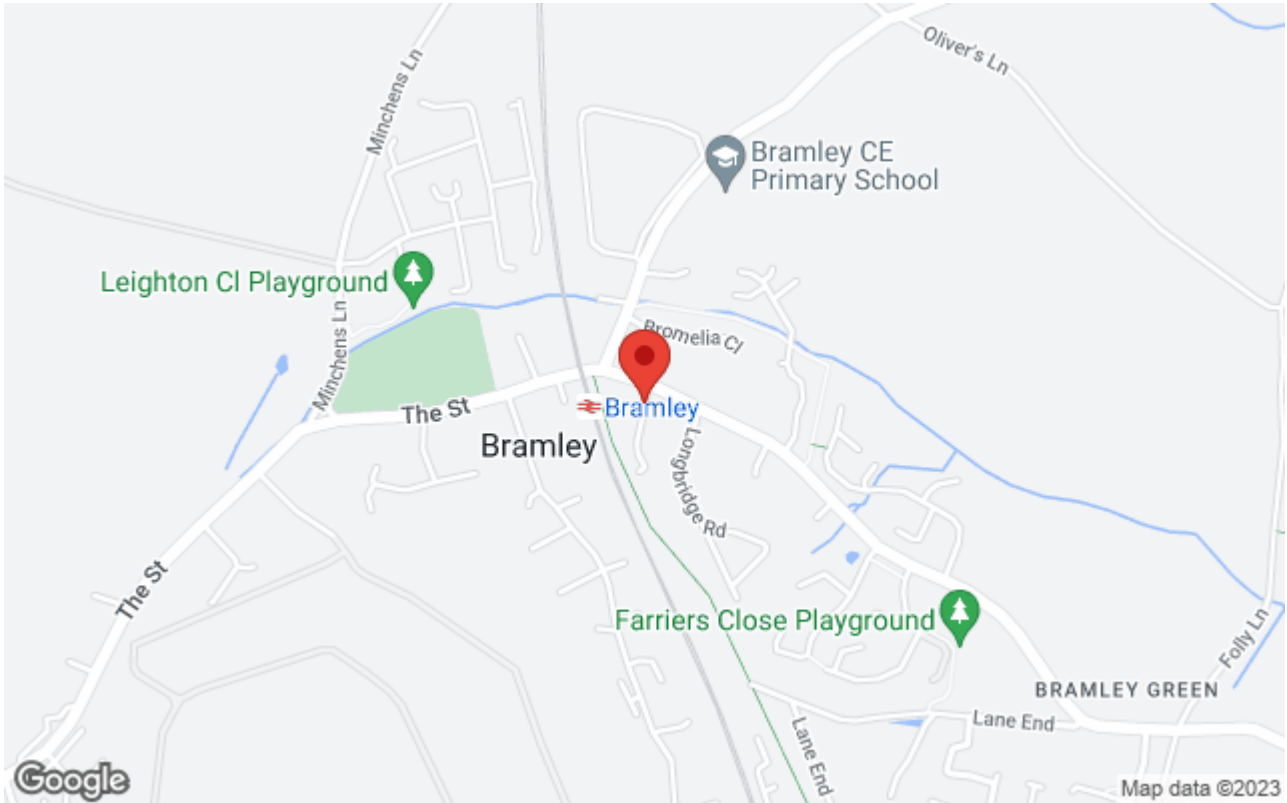 Oliver's Ln
Minchens Ln
Bramley CE
Primary School
Leighton Cl Playground
Minchens Ln
Bromelia Cl
The St
Bramley
Bramley
Longbridge Rd
The St
Farriers Close Playground
Folly Ln
BRAMLEY GREEN
Lane End
Lane End
Google
Map data ©2023